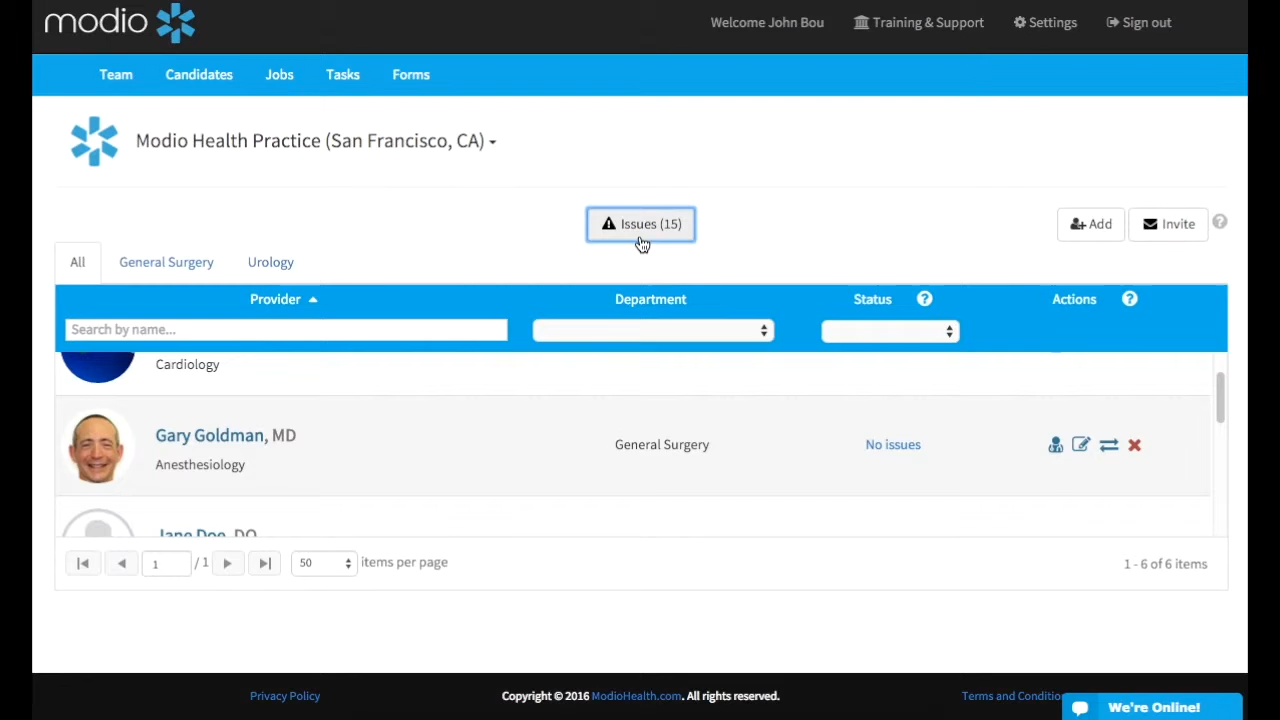 modio
Welcome John Bou
Training & Support
Settings
Sign out
Team
Candidates
Jobs
Tasks
Forms
Modio Health Practice (San Francisco, CA)
Issues (15)
Add
Invite
?
All
General Surgery
Urology
Provider
Department
Status ?
Actions ?
Search by name...
Cardiology
Gary Goldman, MD
Anesthesiology
General Surgery
No issues
Jane Doe, DO
1 / 1
50 items per page
1 - 6 of 6 items
Privacy Policy
Copyright © 2016 ModioHealth.com. All rights reserved.
Terms and Conditio
We're Online!